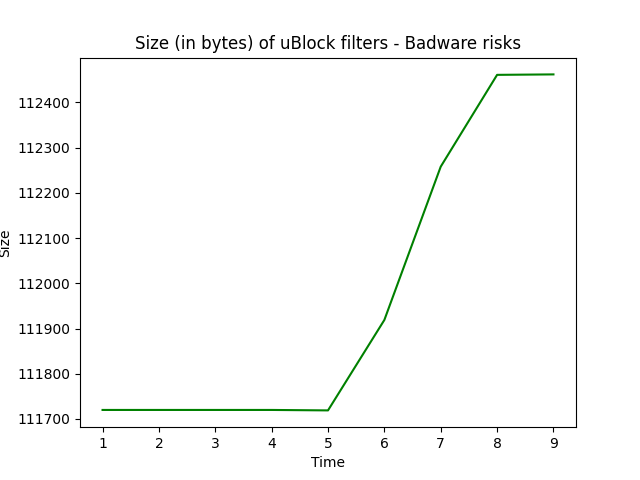 Size (in bytes) of uBlock filters - Badware risks
112400
112300
112200
112100
112000
111900
111800
111700
Size
1 2 3 4 5 6 7 8 9
Time